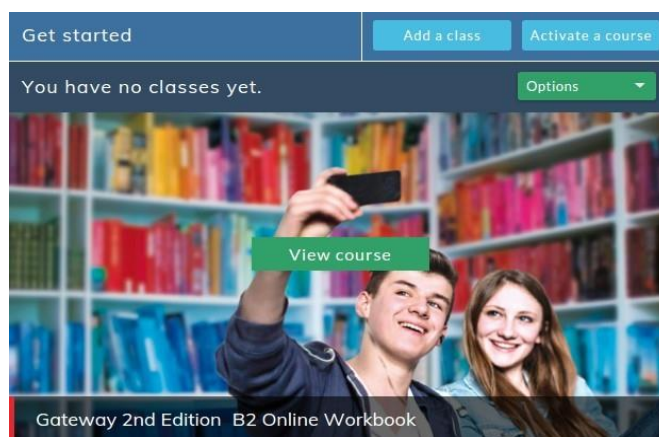 Get started
Add a class
Activate a course
You have no classes yet.
Options
View course
Gateway 2nd Edition B2 Online Workbook